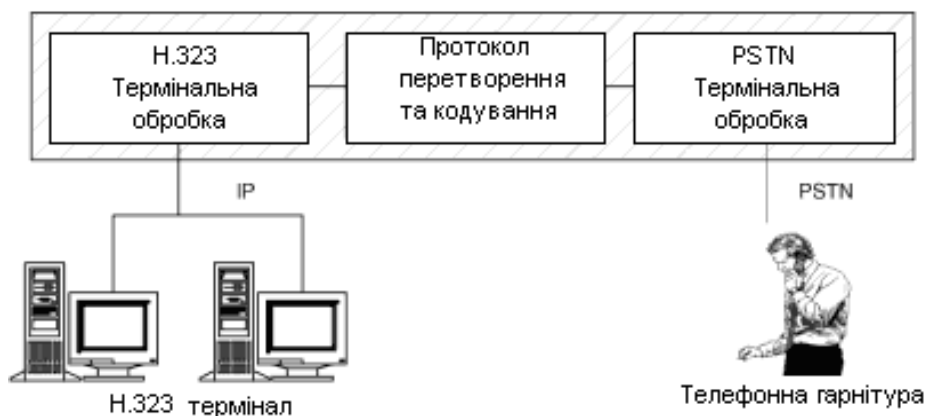 H.323
Термінальна
обробка
Протокол
перетворення
та кодування
PSTN
Термінальна
обробка
IP
PSTN
H.323 термінал
Телефонна гарнітура